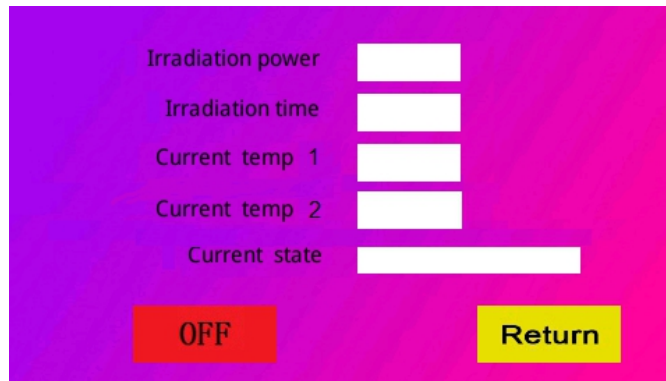 Irradiation power
Irradiation time
Current temp 1
Current temp 2
Current state
OFF
Return